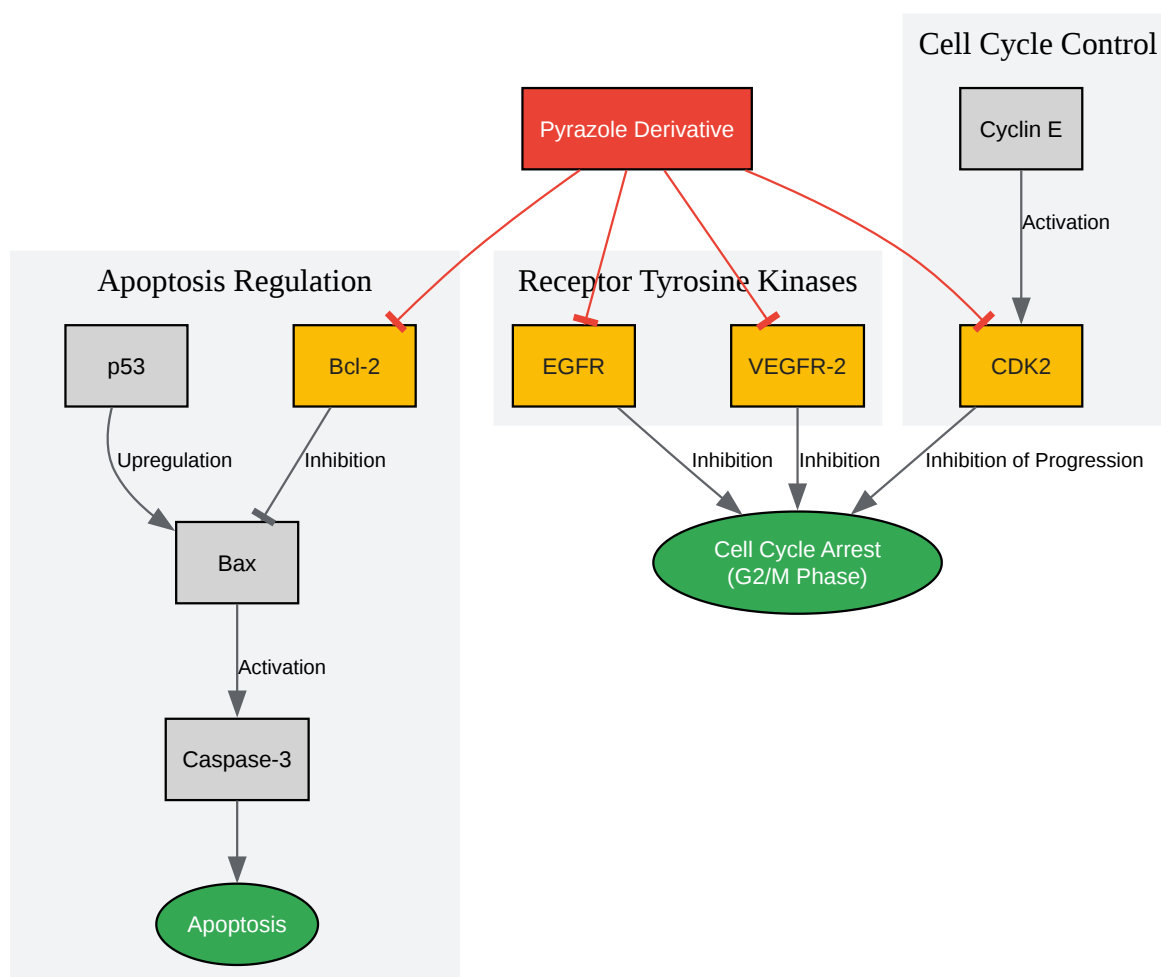 Cell Cycle Control
Pyrazole Derivative
Cyclin E
Activation
Apoptosis Regulation
Receptor Tyrosine Kinases
p53
Bcl-2
EGFR
VEGFR-2
CDK2
Upregulation
Inhibition
Inhibition
Inhibition
Inhibition of Progression
Bax
Cell Cycle Arrest
(G2/M Phase)
Activation
Caspase-3
Apoptosis